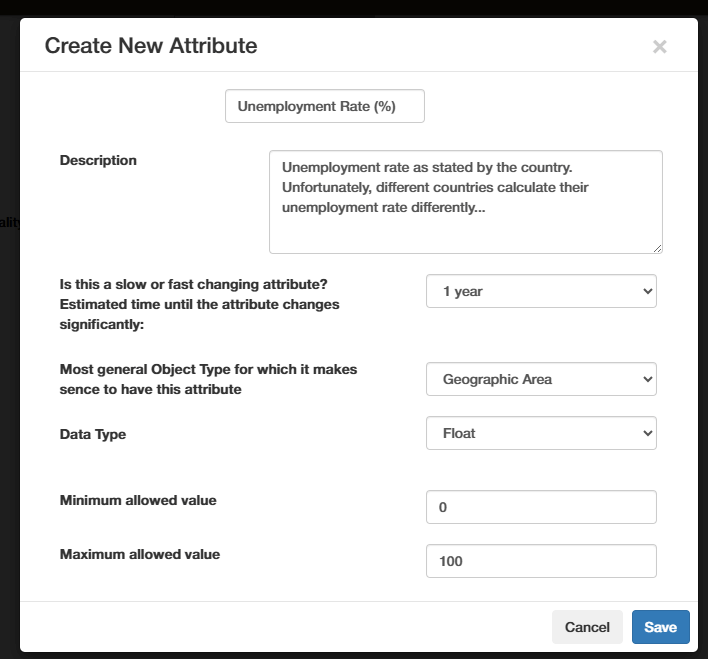 Create New Attribute
×
Unemployment Rate (%)
Description
Unemployment rate as stated by the country.
Unfortunately, different countries calculate their
unemployment rate differently...
Is this a slow or fast changing attribute?
Estimated time until the attribute changes
significantly:
1 year
Most general Object Type for which it makes
sence to have this attribute
Geographic Area
Data Type
Float
Minimum allowed value
0
Maximum allowed value
100
Cancel
Save